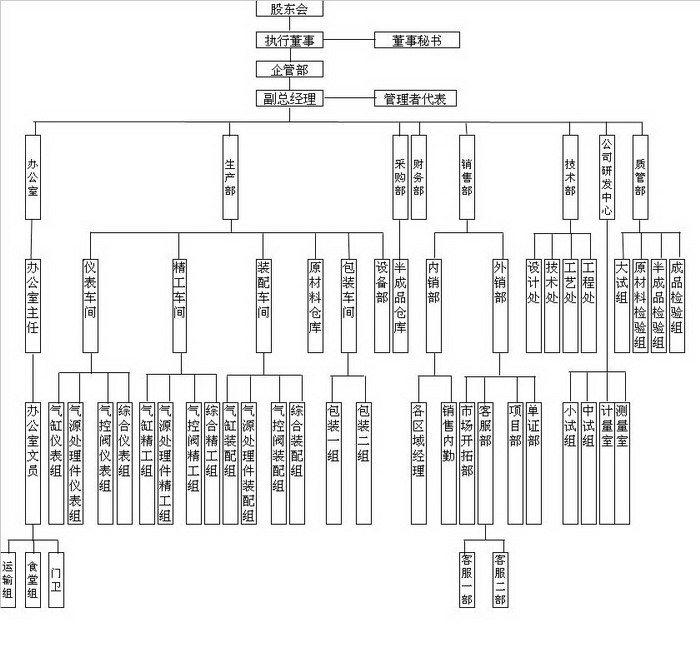 股东会
执行董事
董事秘书
企管部
副总经理
管理者代表
办公室
生产部
采购部
财务部
销售部
技术部
公司研发中心
质管部
办公室主任
仪表车间
精工车间
装配车间
原材料仓库
包装车间
设备部
半成品仓库
内销部
外销部
设计处
技术处
工艺处
工程处
大试组
原材料检验组
半成品检验组
成品检验组
办公室文员
气缸仪表组
气源处理件仪表组
气控阀仪表组
综合仪表组
气缸精工组
气源处理件精工组
气控阀精工组
综合精工组
气缸装配组
气源处理件装配组
气控阀装配组
综合装配组
包装一组
包装二组
各区域经理
销售内勤
市场开拓部
客服部
项目部
单证部
小试组
中试组
计量室
测量室
运输组
食堂组
门卫
客服一部
客服二部